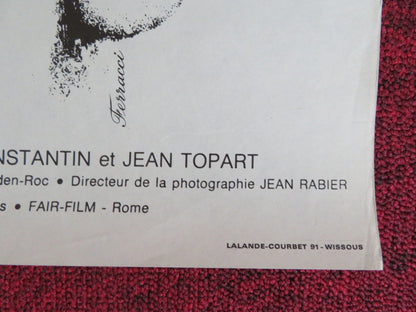 Ferracci
NSTANTIN et JEAN TOPART
den-Roc • Directeur de la photographie JEAN RABIER
s • FAIR-FILM - Rome
LALANDE-COURBET 91 - WISSOUS